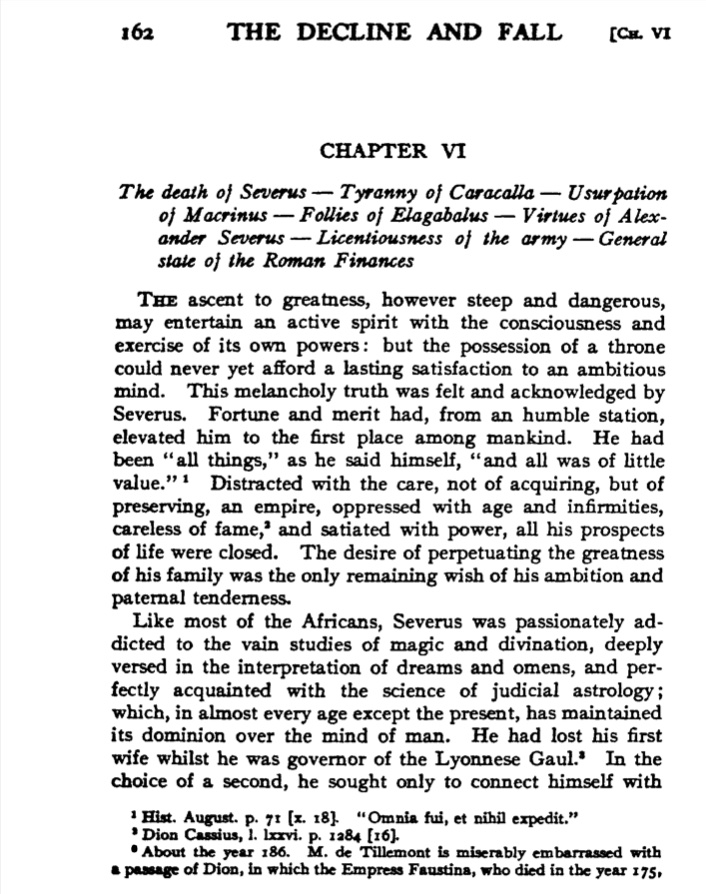 162 THE DECLINE AND FALL [CH. VI
CHAPTER VI
The death of Severus — Tyranny of Caracalla — Usurpation
of Macrinus — Follies of Elagabalus — Virtues of Alex-
ander Severus — Licentiousness of the army — General
state of the Roman Finances
THE ascent to greatness, however steep and dangerous,
may entertain an active spirit with the consciousness and
exercise of its own powers: but the possession of a throne
could never yet afford a lasting satisfaction to an ambitious
mind. This melancholy truth was felt and acknowledged by
Severus. Fortune and merit had, from an humble station,
elevated him to the first place among mankind. He had
been "all things," as he said himself, "and all was of little
value." ¹ Distracted with the care, not of acquiring, but of
preserving, an empire, oppressed with age and infirmities,
careless of fame,² and satiated with power, all his prospects
of life were closed. The desire of perpetuating the greatness
of his family was the only remaining wish of his ambition and
paternal tenderness.
Like most of the Africans, Severus was passionately ad-
dicted to the vain studies of magic and divination, deeply
versed in the interpretation of dreams and omens, and per-
fectly acquainted with the science of judicial astrology;
which, in almost every age except the present, has maintained
its dominion over the mind of man. He had lost his first
wife whilst he was governor of the Lyonnese Gaul.³ In the
choice of a second, he sought only to connect himself with
¹ Hist. August. p. 71 [x. 18]. "Omnia fui, et nihil expedit."
² Dion Cassius, l. lxxvi. p. 1284 [16].
³ About the year 186. M. de Tillemont is miserably embarrassed with
a passage of Dion, in which the Empress Faustina, who died in the year 175,